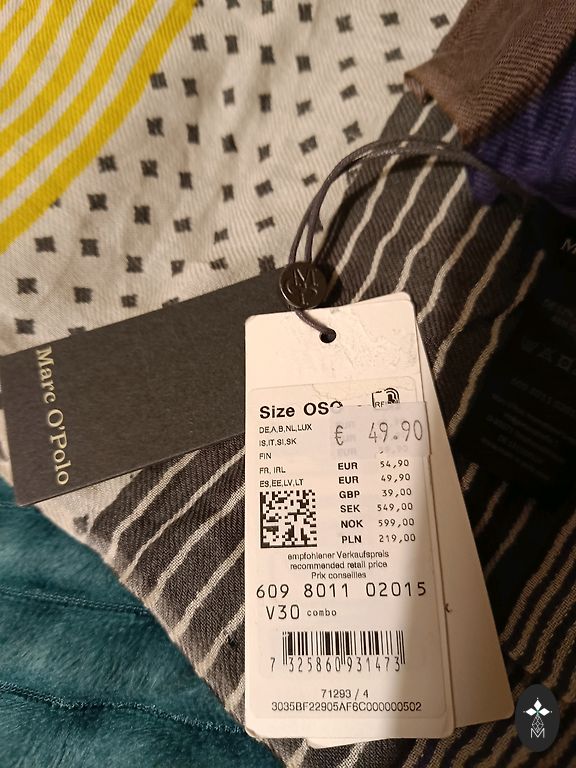 Marc O'Polo
RFID
Size OSO
DE,A,B,NL,LUX
€ 49.90
IS,IT,SI,SK
FIN
FR, IRL EUR 54,90
ES,EE,LV,LT EUR 49,90
GBP 39,00
SEK 549,00
NOK 599,00
PLN 219,00
empfohlener Verkaufspreis
recommended retail price
Prix conseillés
609 8011 02015
V30 combo
7 325860 931473
71293 / 4
3035BF22905AF6C000000502
M